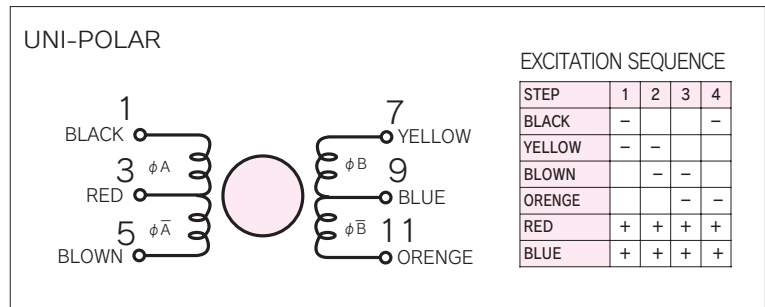 UNI-POLAR
1
BLACK
3
φA
RED
5
φA̅
BLOWN
7
YELLOW
φB
9
BLUE
φB̅
11
ORENGE
EXCITATION SEQUENCE
STEP 1 2 3 4
BLACK − −
YELLOW − −
BLOWN − −
ORENGE − −
RED + + + +
BLUE + + + +